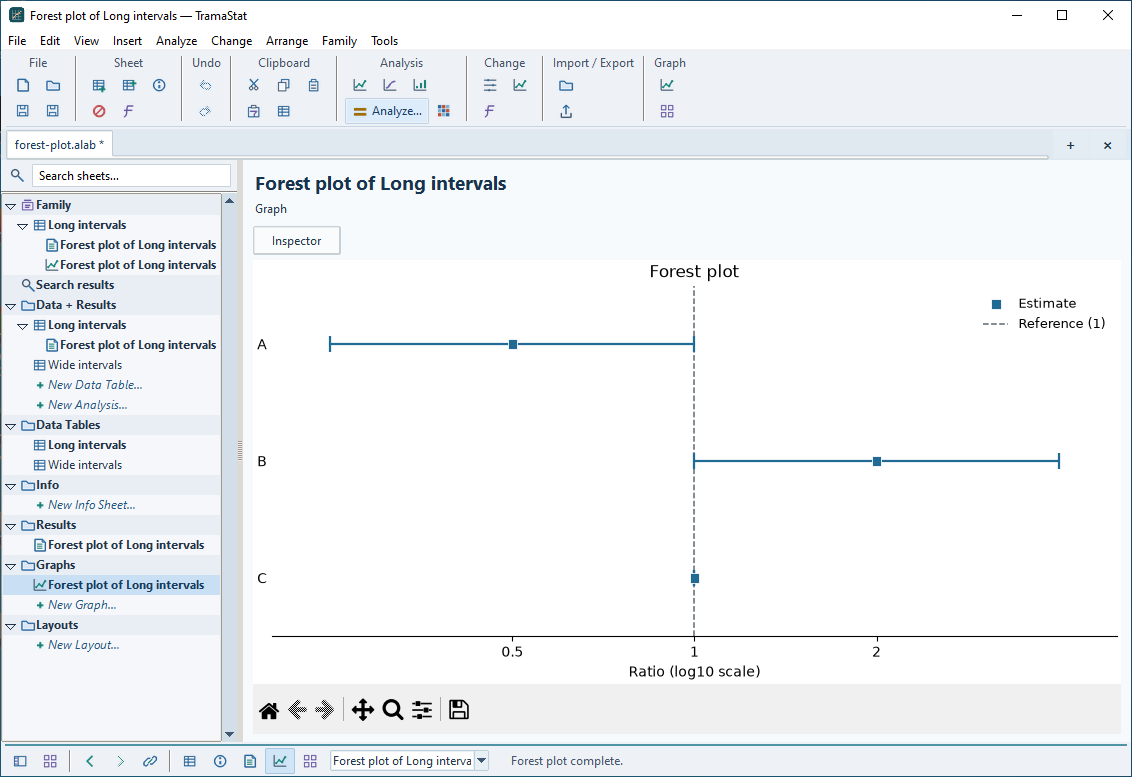 Forest plot of Long intervals — TramaStat
File Edit View Insert Analyze Change Arrange Family Tools
File Sheet Undo Clipboard Analysis Change Import / Export Graph
Analyze...
forest-plot.alab *
Search sheets...
Family
Long intervals
Forest plot of Long intervals
Forest plot of Long intervals
Search results
Data + Results
Long intervals
Forest plot of Long intervals
Wide intervals
New Data Table...
New Analysis...
Data Tables
Long intervals
Wide intervals
Info
New Info Sheet...
Results
Forest plot of Long intervals
Graphs
Forest plot of Long intervals
New Graph...
Layouts
New Layout...
Forest plot of Long intervals
Graph
Inspector
Forest plot
Estimate
Reference (1)
A
B
C
0.5 1 2
Ratio (log10 scale)
Forest plot of Long interva
Forest plot complete.